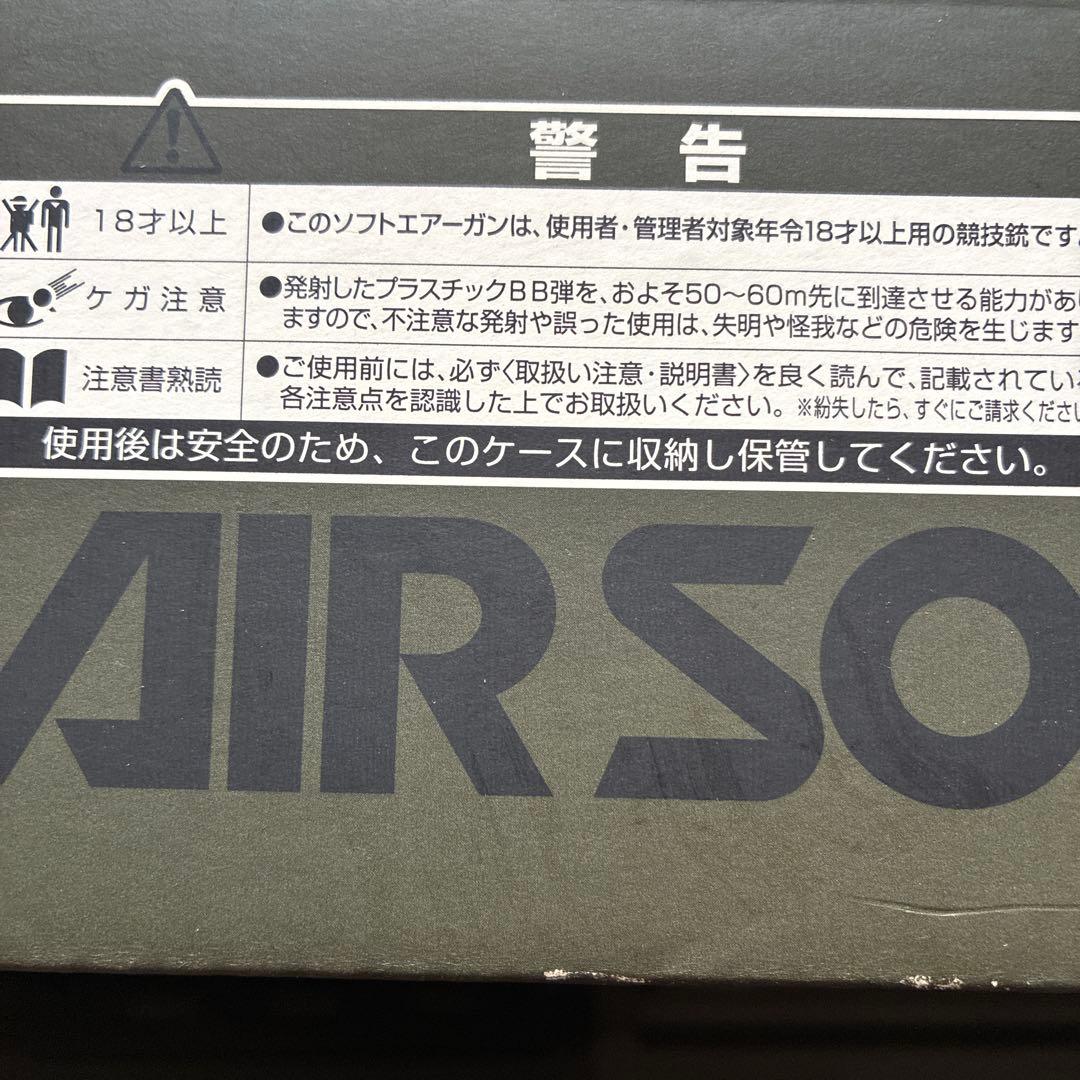 警告
18才以上
●このソフトエアーガンは、使用者・管理者対象年令18才以上用の競技銃です。
ケガ注意
●発射したプラスチックBB弾を、およそ50〜60m先に到達させる能力があり
ますので、不注意な発射や誤った使用は、失明や怪我などの危険を生じます
注意書熟読
●ご使用前には、必ず〈取扱い注意・説明書〉を良く読んで、記載されてい
各注意点を認識した上でお取扱いください。※紛失したら、すぐにご請求ください
使用後は安全のため、このケースに収納し保管してください。
AIRSO